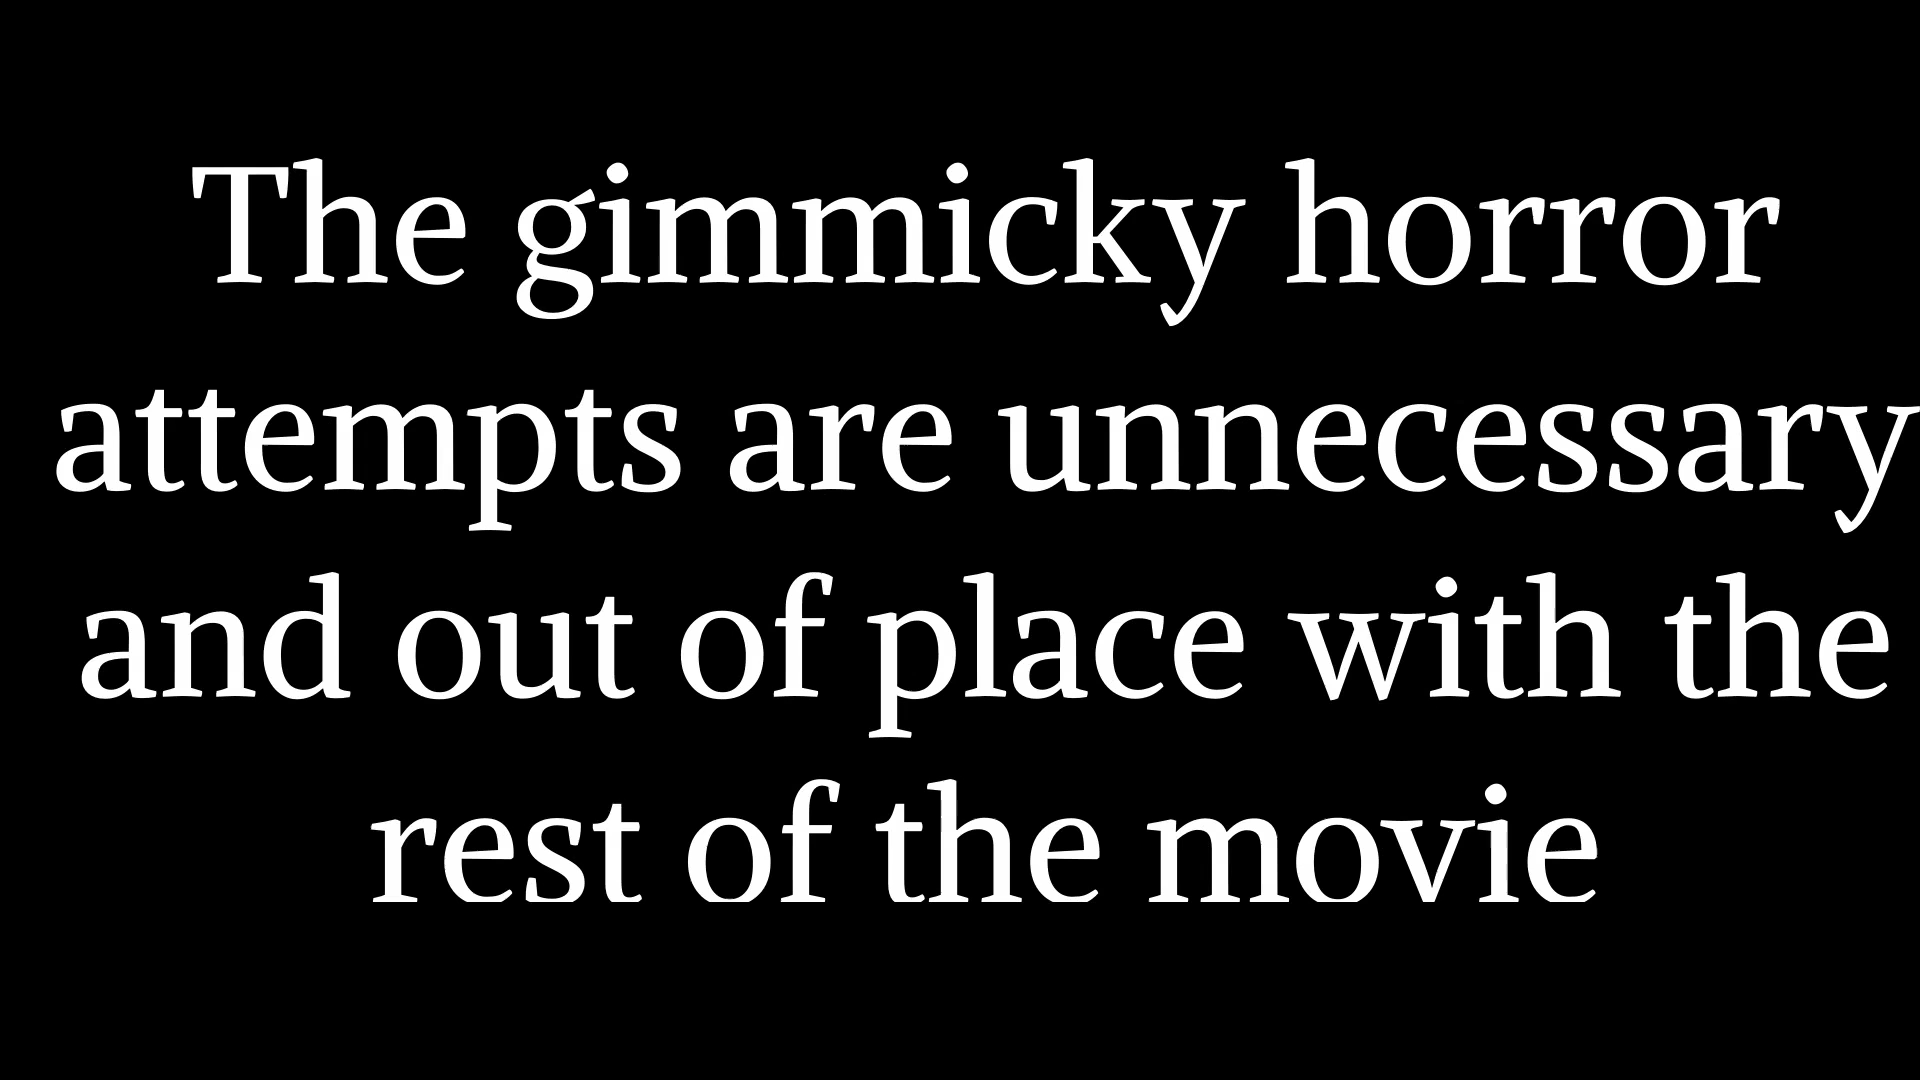 The gimmicky horror
attempts are unnecessary
and out of place with the
rest of the movie